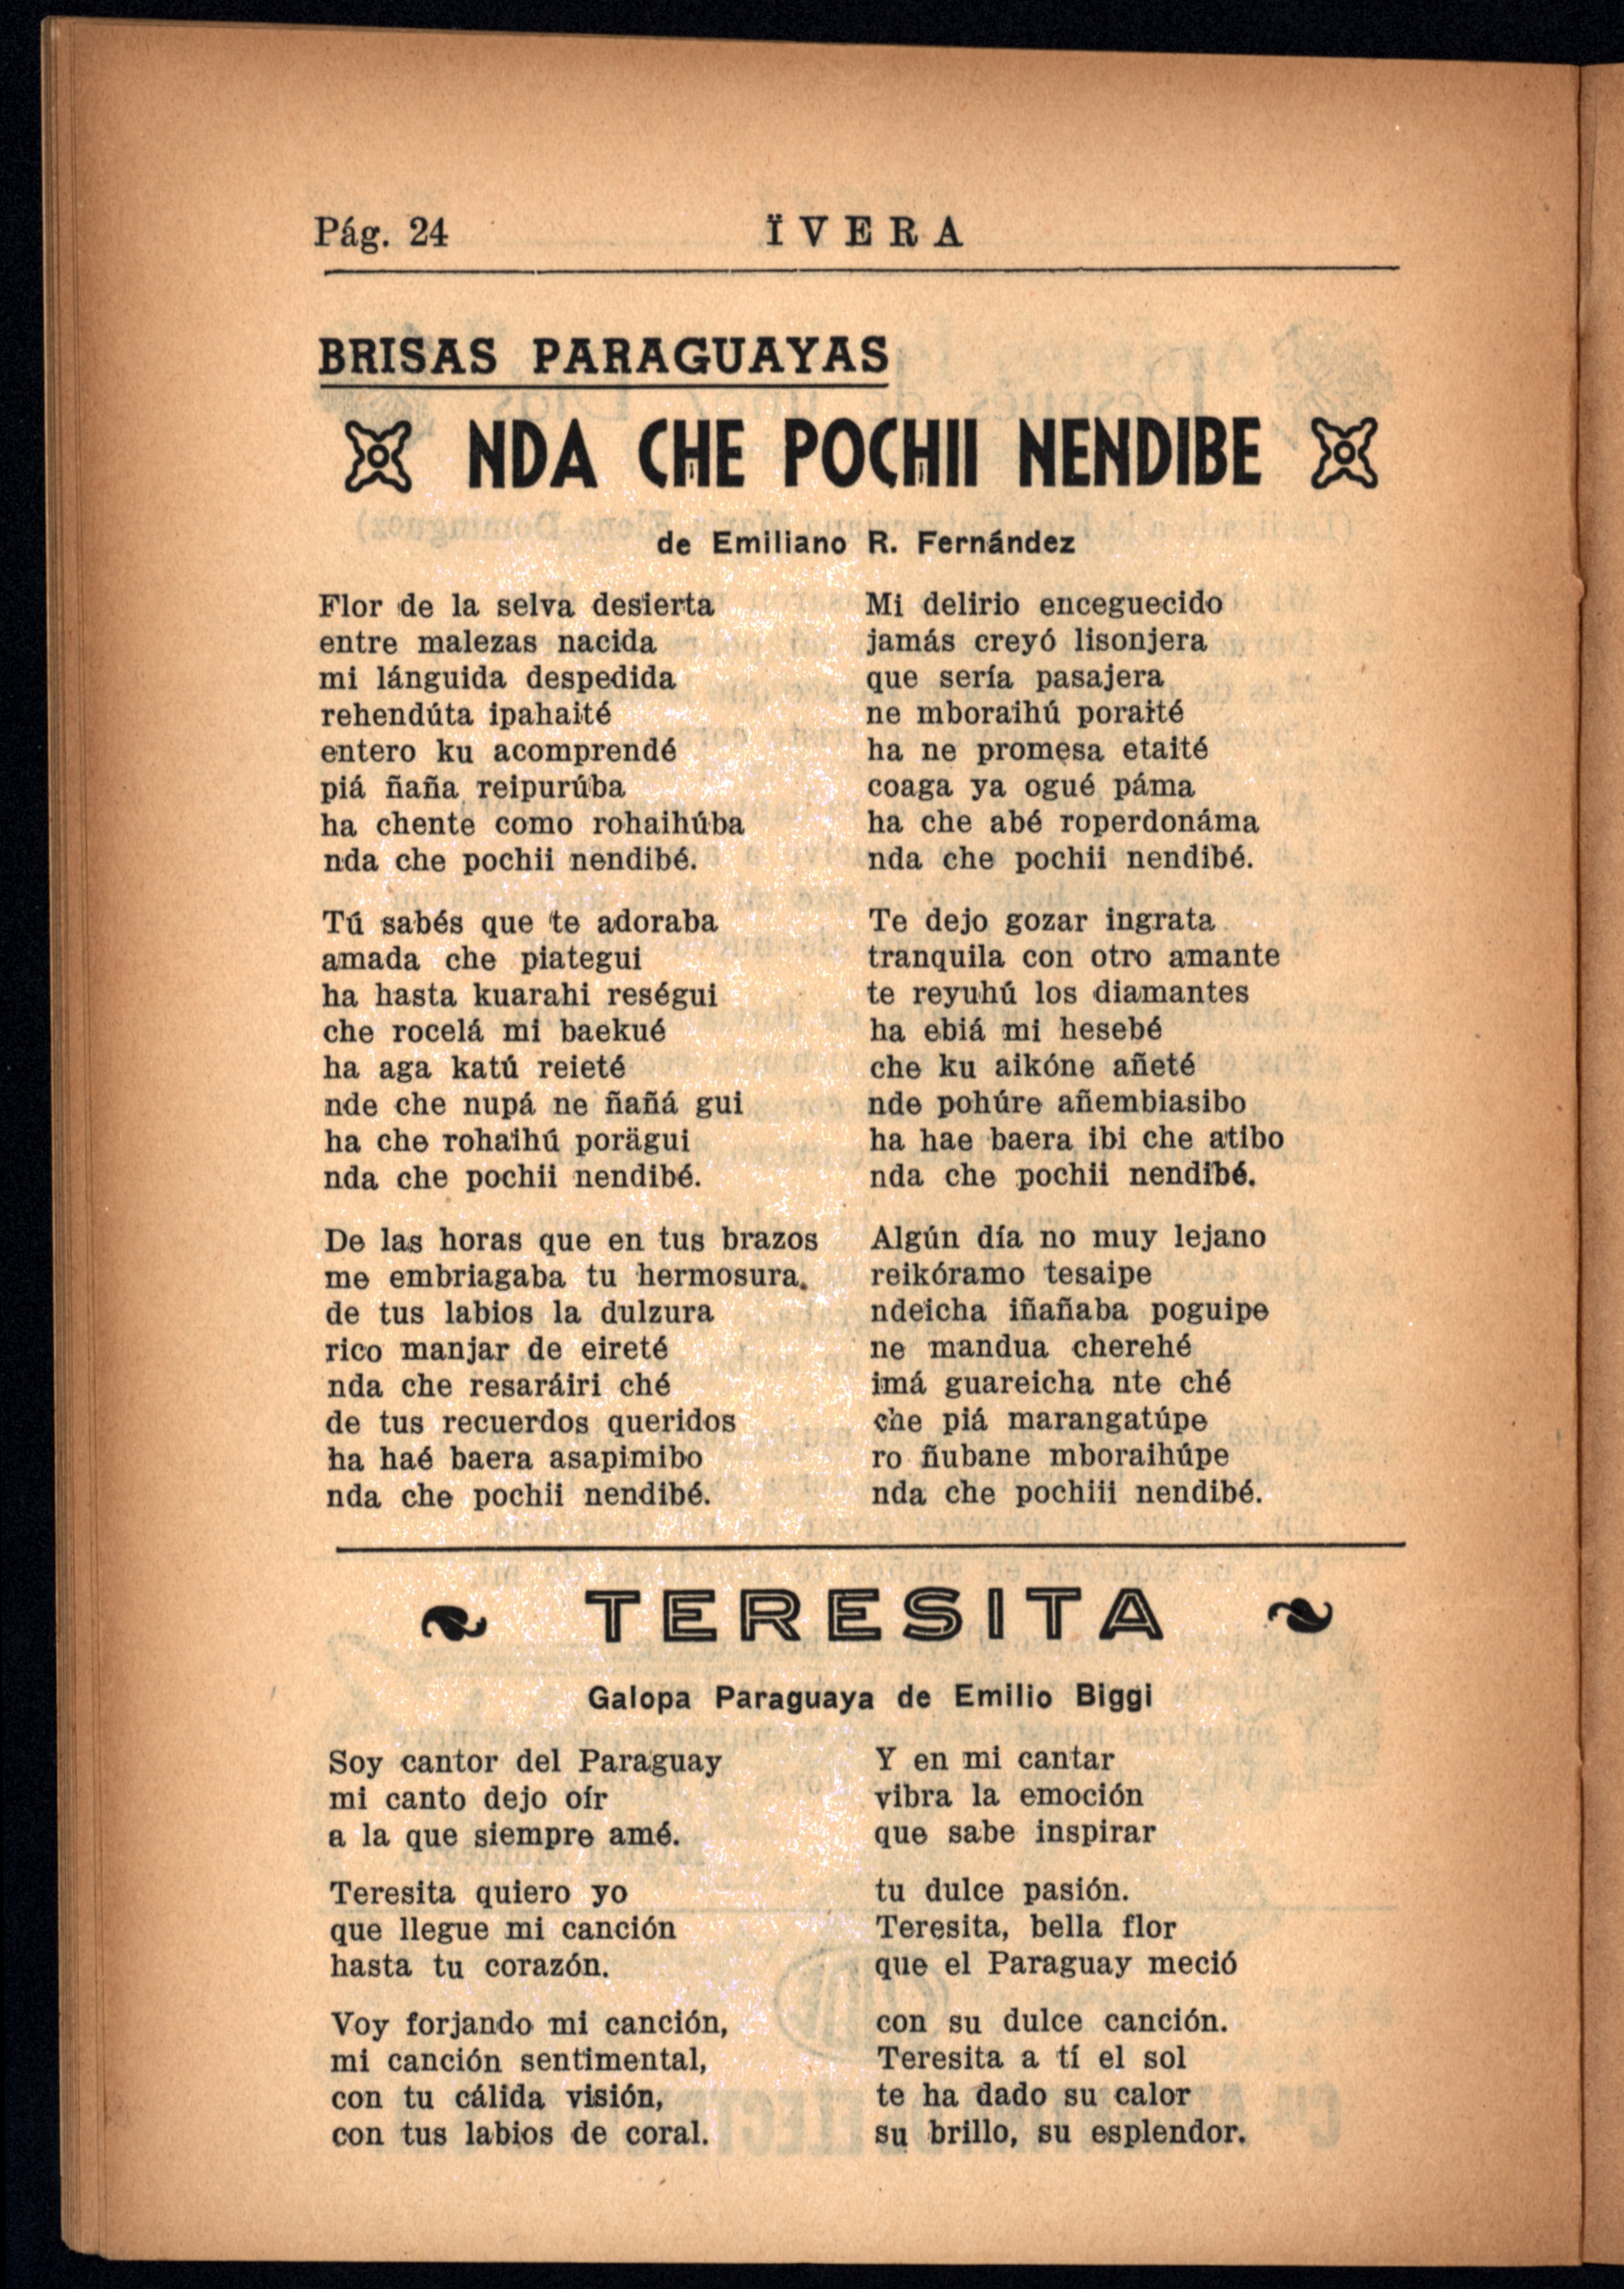 Pág. 24
ÏVERA
BRISAS PARAGUAYAS
NDA CHE POCHII NENDIBE
de Emiliano R. Fernández
Flor de la selva desierta
entre malezas nacida
mi lánguida despedida
rehendúta ipahaité
entero ku acomprendé
piá ñaña reipurúba
ha chente como rohaihúba
nda che pochii nendibé.
Tú sabés que te adoraba
amada che piategui
ha hasta kuarahi reségui
che rocelá mi baekué
ha aga katú reieté
nde che nupá ne ñañá gui
ha che rohaihú porägui
nda che pochii nendibé.
De las horas que en tus brazos
me embriagaba tu hermosura.
de tus labios la dulzura
rico manjar de eireté
nda che resaráiri ché
de tus recuerdos queridos
ha haé baera asapimibo
nda che pochii nendibé.
Mi delirio enceguecido
jamás creyó lisonjera
que sería pasajera
ne mboraihú poraité
ha ne promesa etaité
coaga ya ogué páma
ha che abé roperdonáma
nda che pochii nendibé.
Te dejo gozar ingrata
tranquila con otro amante
te reyuhú los diamantes
ha ebiá mi hesebé
che ku aikóne añeté
nde pohúre añembiasibo
ha hae baera ibi che atibo
nda che pochii nendibé.
Algún día no muy lejano
reikóramo tesaipe
ndeicha iñañaba poguipe
ne mandua cherehé
imá guareicha nte ché
che piá marangatúpe
ro ñubane mboraihúpe
nda che pochiii nendibé.
TERESITA
Galopa Paraguaya de Emilio Biggi
Soy cantor del Paraguay
mi canto dejo oír
a la que siempre amé.
Teresita quiero yo
que llegue mi canción
hasta tu corazón.
Voy forjando mi canción,
mi canción sentimental,
con tu cálida visión,
con tus labios de coral.
Y en mi cantar
vibra la emoción
que sabe inspirar
tu dulce pasión.
Teresita, bella flor
que el Paraguay meció
con su dulce canción.
Teresita a tí el sol
te ha dado su calor
su brillo, su esplendor.